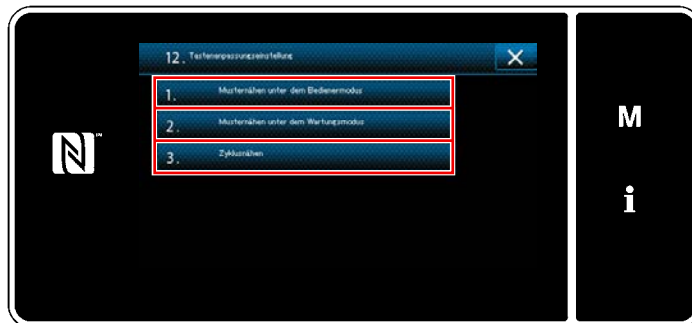 12. Tastenanpassungseinstellung
1. Musternähen unter dem Bedienermodus
2. Musternähen unter dem Wartungsmodus
3. Zyklusnähen
M
i